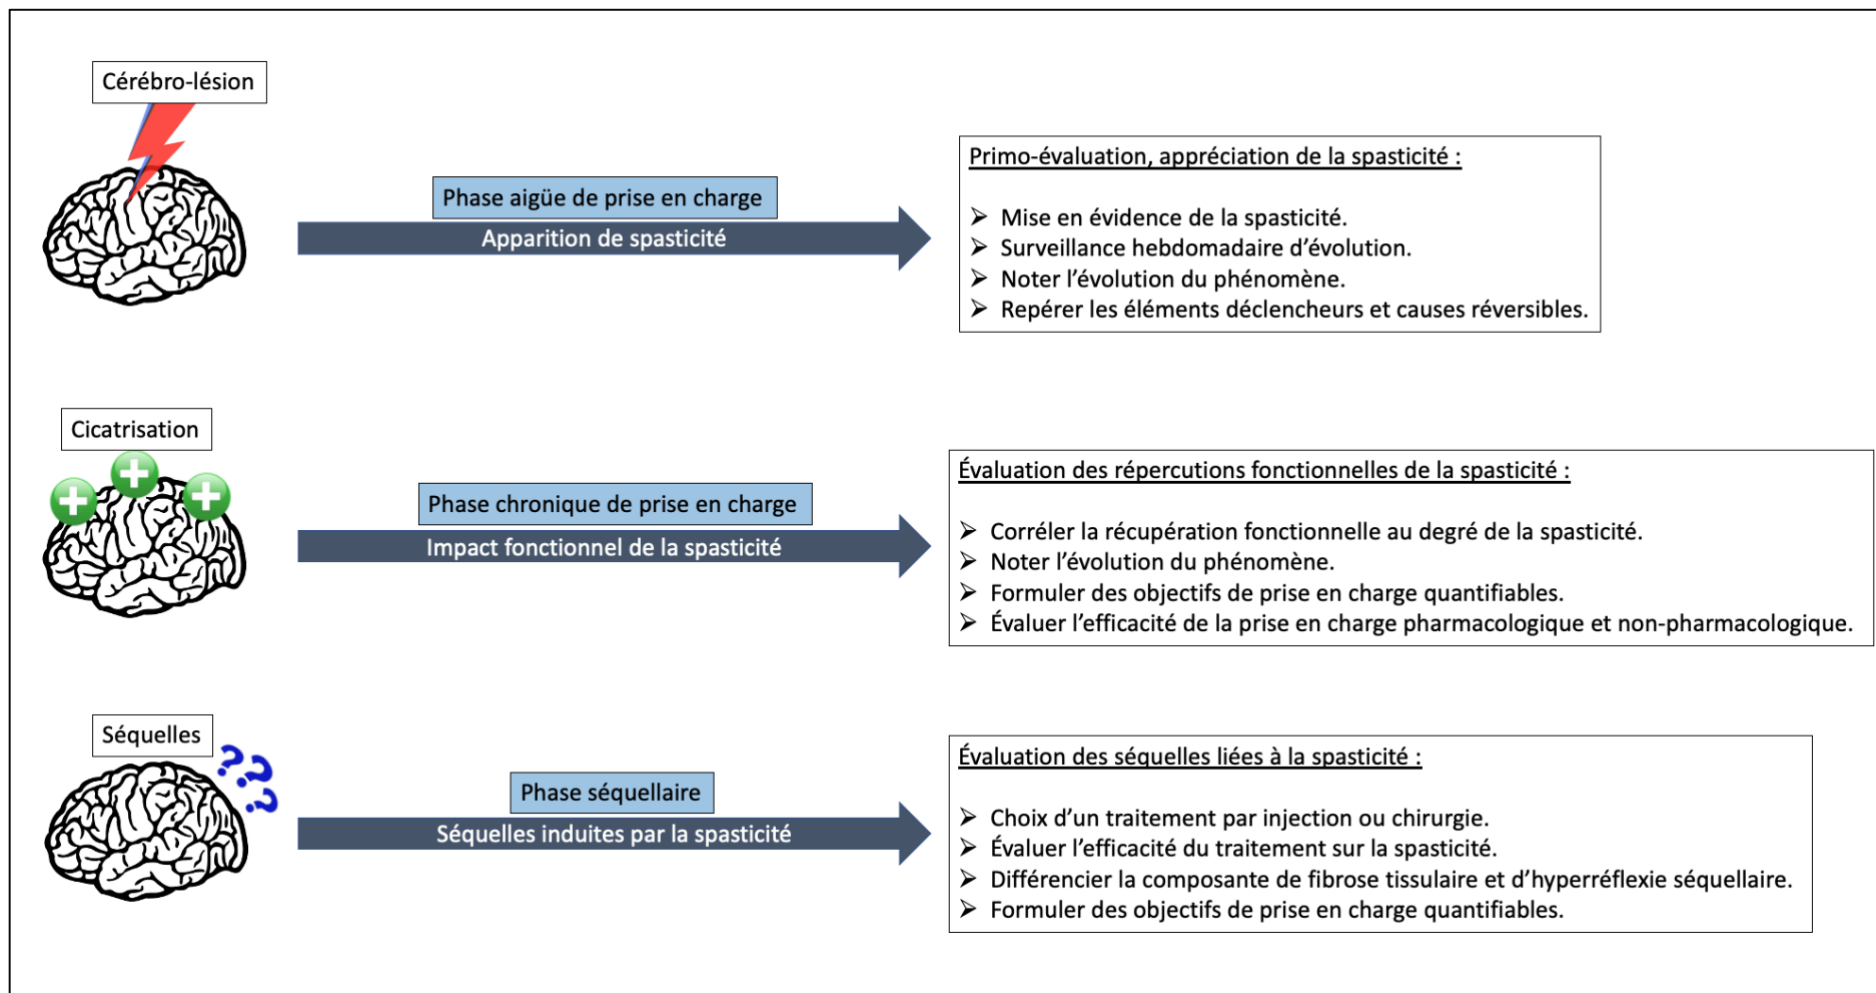 Cérébro-lésion
Phase aigüe de prise en charge
Apparition de spasticité
Primo-évaluation, appréciation de la spasticité :
➢ Mise en évidence de la spasticité.
➢ Surveillance hebdomadaire d’évolution.
➢ Noter l’évolution du phénomène.
➢ Repérer les éléments déclencheurs et causes réversibles.
Cicatrisation
Phase chronique de prise en charge
Impact fonctionnel de la spasticité
Évaluation des répercutions fonctionnelles de la spasticité :
➢ Corréler la récupération fonctionnelle au degré de la spasticité.
➢ Noter l’évolution du phénomène.
➢ Formuler des objectifs de prise en charge quantifiables.
➢ Évaluer l’efficacité de la prise en charge pharmacologique et non-pharmacologique.
Séquelles
???
Phase séquellaire
Séquelles induites par la spasticité
Évaluation des séquelles liées à la spasticité :
➢ Choix d’un traitement par injection ou chirurgie.
➢ Évaluer l’efficacité du traitement sur la spasticité.
➢ Différencier la composante de fibrose tissulaire et d’hyperréflexie séquellaire.
➢ Formuler des objectifs de prise en charge quantifiables.